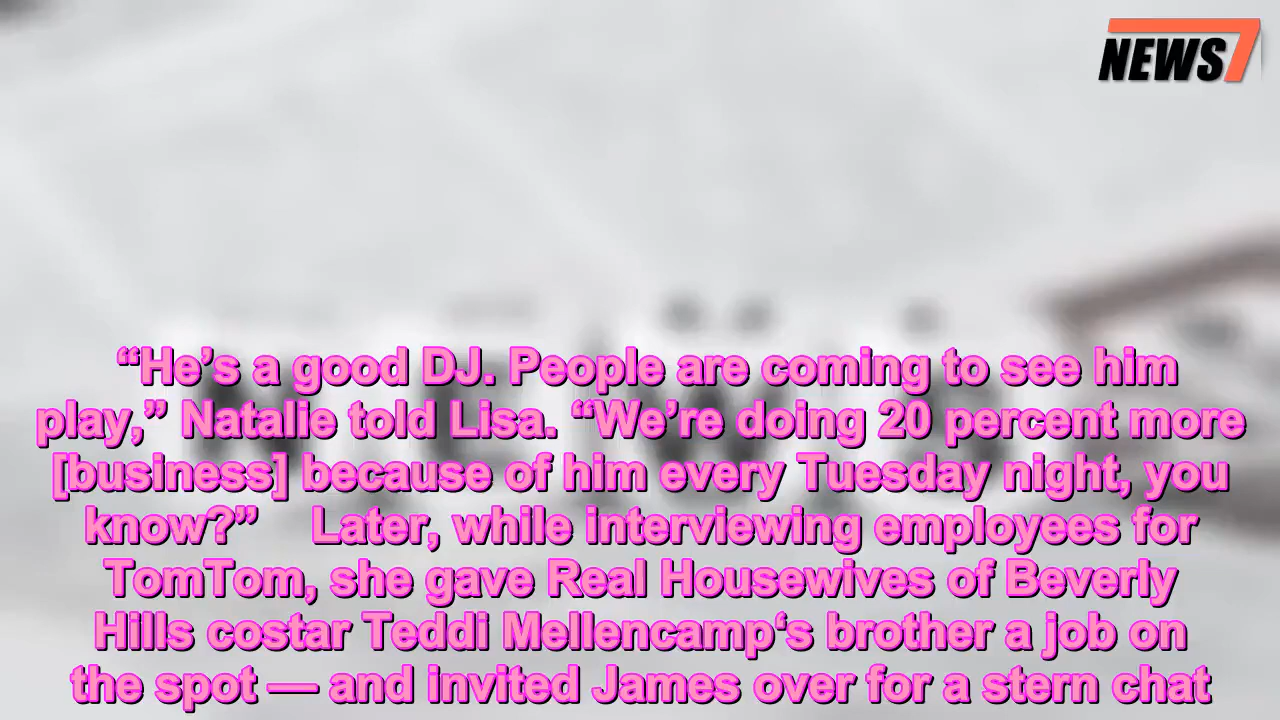 NEWS7
“He’s a good DJ. People are coming to see him
play,” Natalie told Lisa. “We’re doing 20 percent more
[business] because of him every Tuesday night, you
know?” Later, while interviewing employees for
TomTom, she gave Real Housewives of Beverly
Hills costar Teddi Mellencamp‘s brother a job on
the spot — and invited James over for a stern chat